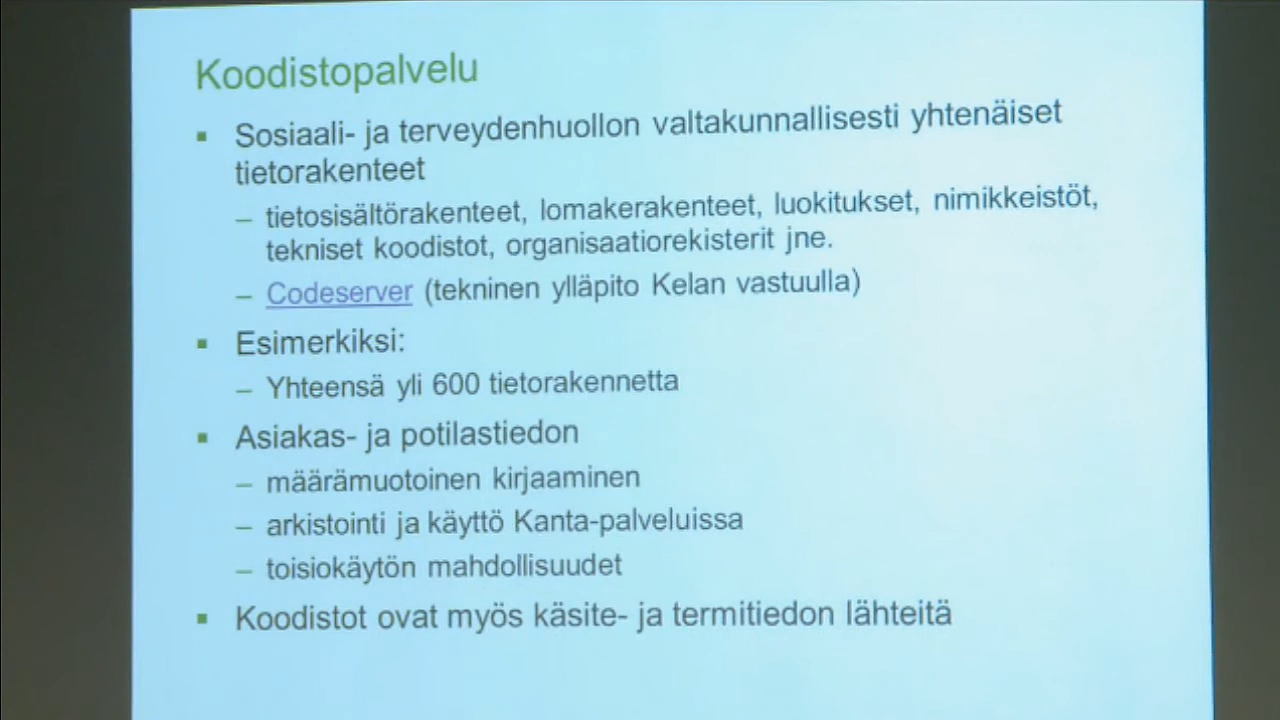 Koodistopalvelu
▪ Sosiaali- ja terveydenhuollon valtakunnallisesti yhtenäiset
tietorakenteet
– tietosisältörakenteet, lomakerakenteet, luokitukset, nimikkeistöt,
tekniset koodistot, organisaatiorekisterit jne.
– Codeserver (tekninen ylläpito Kelan vastuulla)
▪ Esimerkiksi:
– Yhteensä yli 600 tietorakennetta
▪ Asiakas- ja potilastiedon
– määrämuotoinen kirjaaminen
– arkistointi ja käyttö Kanta-palveluissa
– toisiokäytön mahdollisuudet
▪ Koodistot ovat myös käsite- ja termitiedon lähteitä